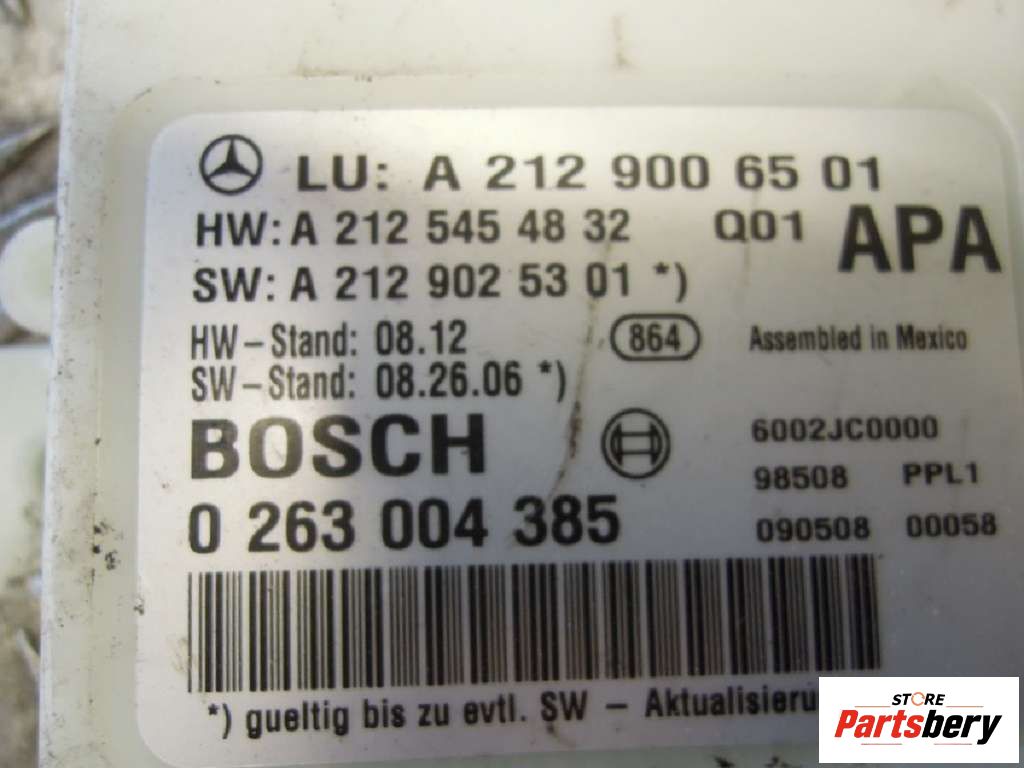 LU: A 212 900 65 01
HW: A 212 545 48 32 Q01 APA
SW: A 212 902 53 01 *)
HW-Stand: 08.12 864 Assembled in Mexico
SW-Stand: 08.26.06 *)
BOSCH 6002JC0000
98508 PPL1
0 263 004 385 090508 00058
*) gueltig bis zu evtl. SW - Aktualisieru
STORE
Partsbery